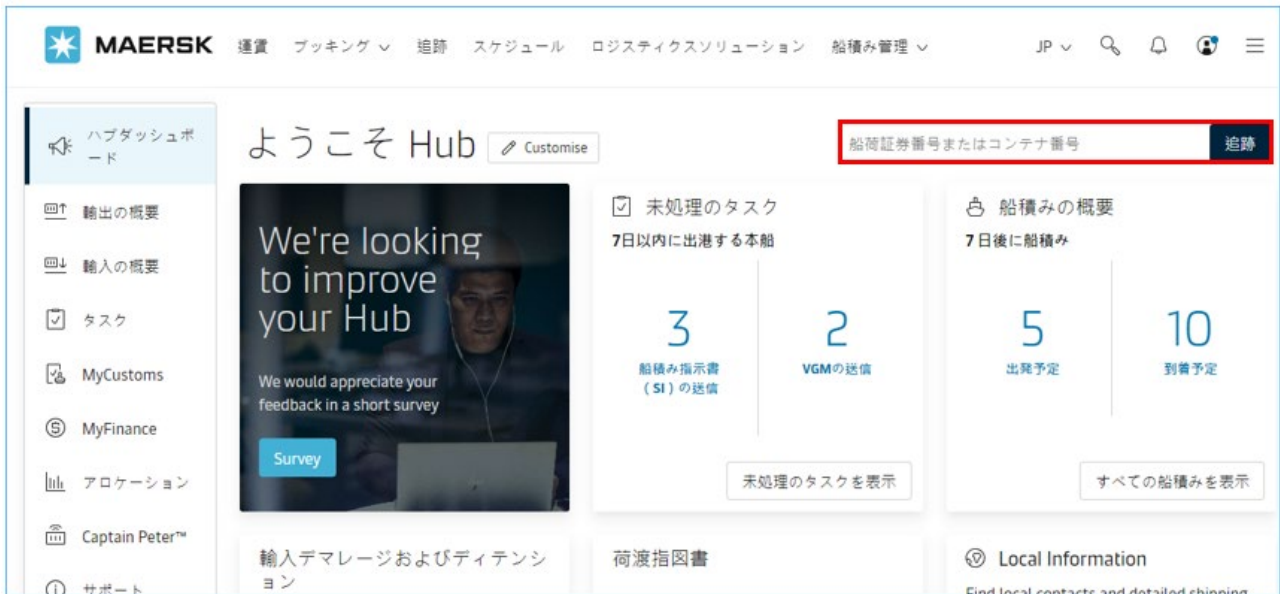 MAERSK 運賃 ブッキング 追跡 スケジュール ロジスティクスソリューション 船積み管理 JP
ハブダッシュボ
ード
輸出の概要
輸入の概要
タスク
MyCustoms
MyFinance
アロケーション
Captain Peter™
サポート
ようこそ Hub Customise
船荷証券番号またはコンテナ番号 追跡
We're looking
to improve
your Hub
We would appreciate your
feedback in a short survey
Survey
未処理のタスク
7日以内に出港する本船
3
船積み指示書
(SI)の送信
2
VGMの送信
未処理のタスクを表示
船積みの概要
7日後に船積み
5
出発予定
10
到着予定
すべての船積みを表示
輸入デマレージおよびディテンシ
ョン
荷渡指図書
Local Information
Find local contacts and detailed shipping